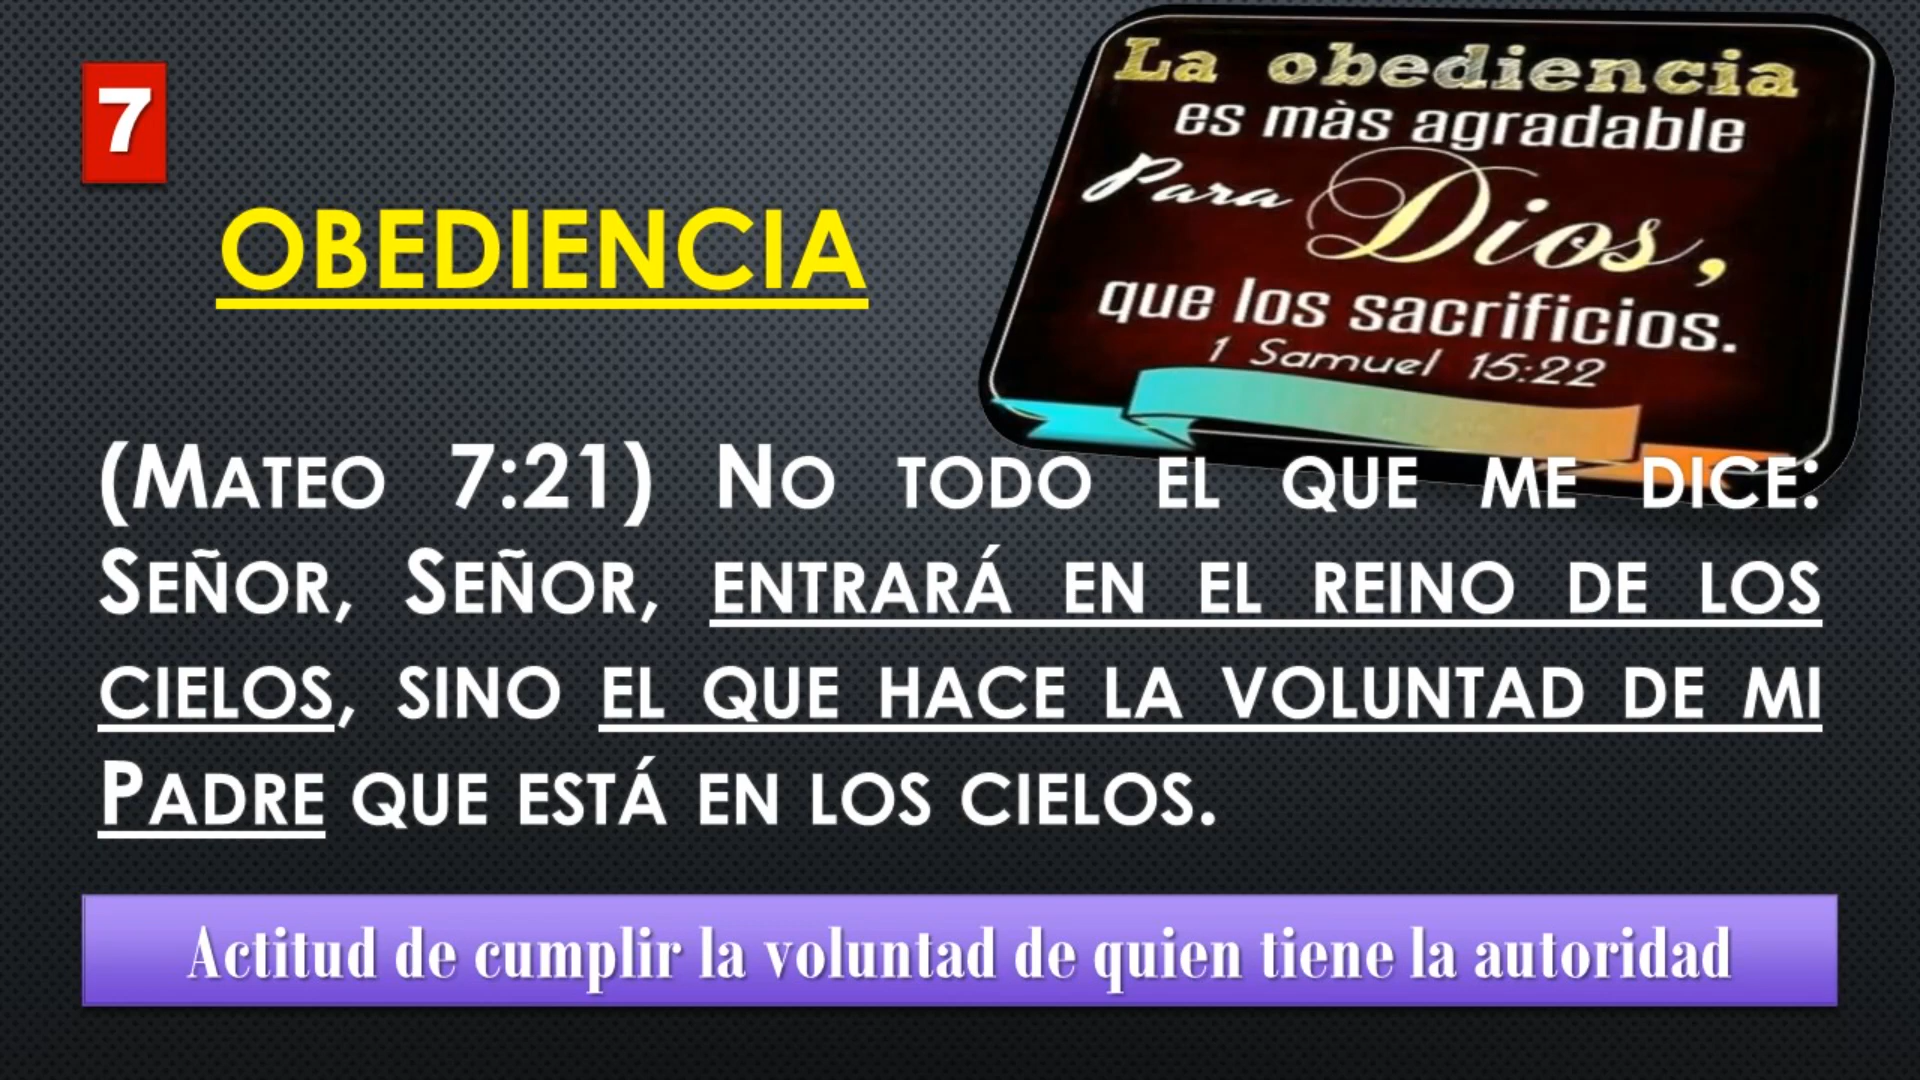 7
OBEDIENCIA
La obediencia
es màs agradable
Para Dios,
que los sacrificios.
1 Samuel 15:22
(MATEO 7:21) NO TODO EL QUE ME DICE:
SEÑOR, SEÑOR, ENTRARÁ EN EL REINO DE LOS
CIELOS, SINO EL QUE HACE LA VOLUNTAD DE MI
PADRE QUE ESTÁ EN LOS CIELOS.
Actitud de cumplir la voluntad de quien tiene la autoridad